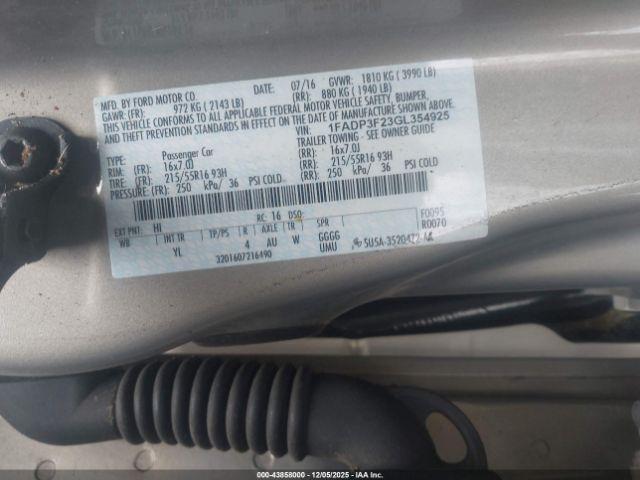 MFD. BY FORD MOTOR CO. DATE: 07/16 GVWR: 1810 KG ( 3990 LB)
GAWR: (FR): 972 KG ( 2143 LB) (RR): 880 KG ( 1940 LB)
THIS VEHICLE CONFORMS TO ALL APPLICABLE FEDERAL MOTOR VEHICLE SAFETY, BUMPER,
AND THEFT PREVENTION STANDARDS IN EFFECT ON THE DATE OF MANUFACTURE SHOWN ABOVE.
VIN: 1FADP3F23GL354925
TYPE: Passenger Car TRAILER TOWING - SEE OWNER GUIDE
RIM: (FR): 16x7.0J (RR): 16x7.0J
TIRE: (FR): 215/55R16 93H (RR): 215/55R16 93H
PRESSURE: (FR): 250 kPa/ 36 PSI COLD (RR): 250 kPa/ 36 PSI COLD
EXT PNT: HI RC: 16 DSO: F0095
WB INT TR TP/PS R AXLE TR SPR R0070
YL 4 AU W GGGG
UMU
3201607216490 SU5A-3520472-AA
000-43858000 - 12/05/2025 - IAA Inc.